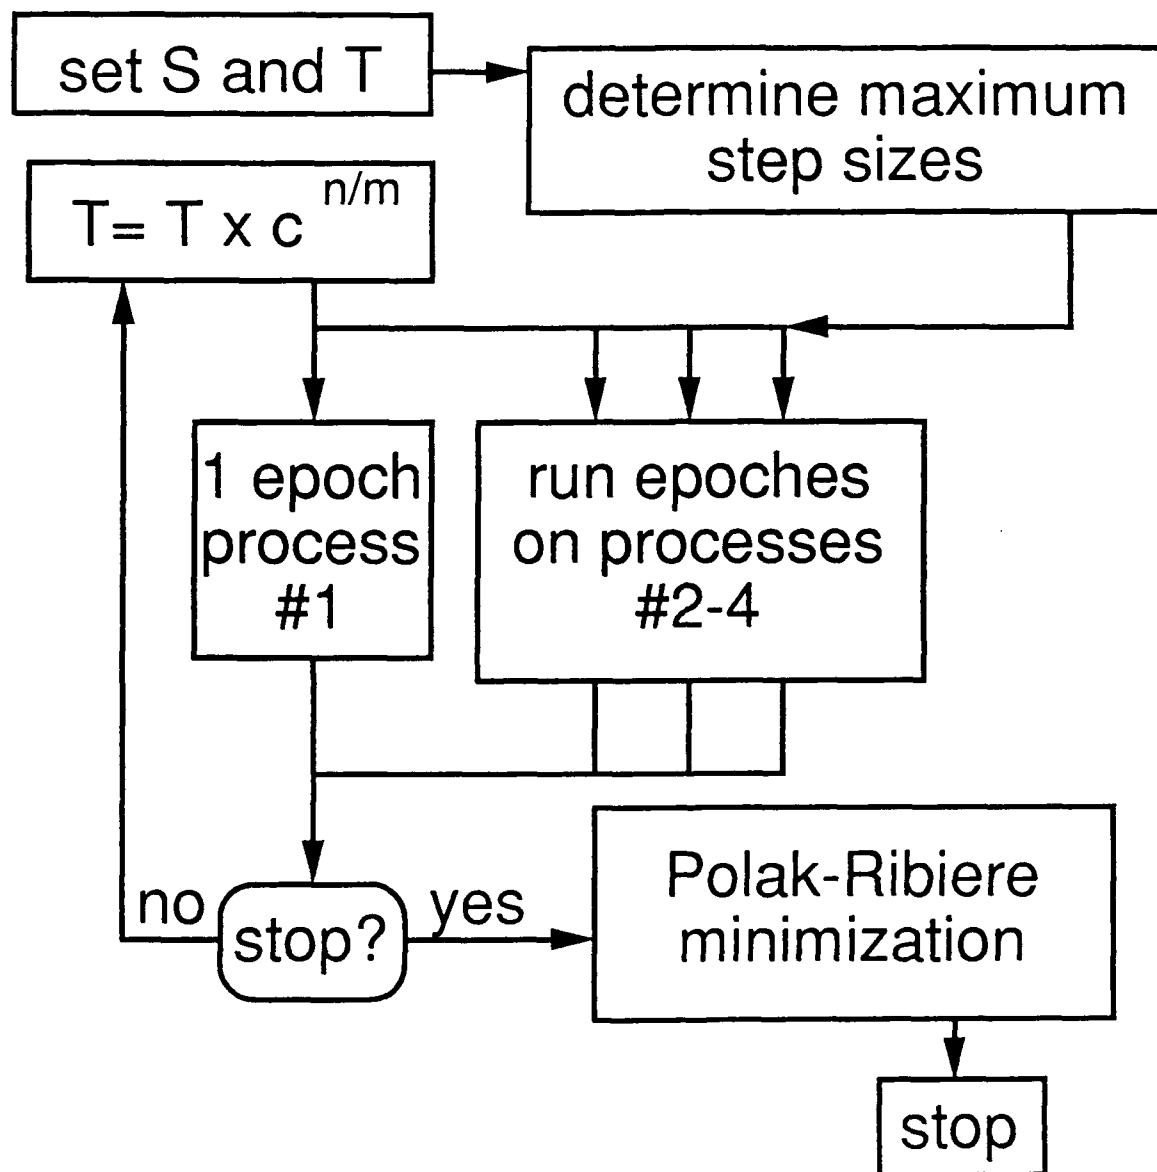 set S and T
determine maximum
step sizes
T= T x c n/m
1 epoch
process
#1
run epoches
on processes
#2-4
no
stop?
yes
Polak-Ribiere
minimization
stop